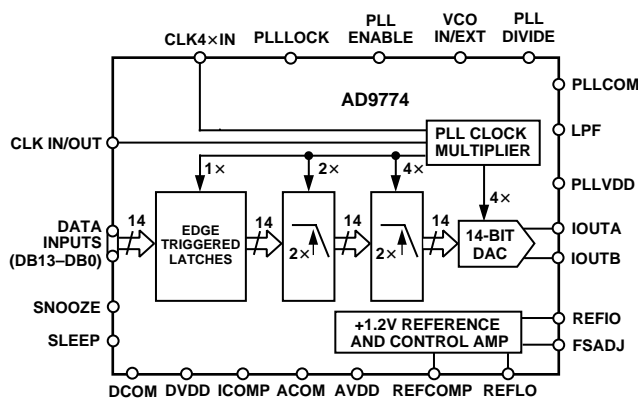 CLK4×IN
PLLLOCK
PLL
ENABLE
VCO
IN/EXT
PLL
DIVIDE
AD9774
PLLCOM
CLK IN/OUT
PLL CLOCK
MULTIPLIER
LPF
1×
2×
4×
4×
PLLVDD
DATA
INPUTS
(DB13–DB0)
14
EDGE
TRIGGERED
LATCHES
14
2×
14
2×
14
14-BIT
DAC
IOUTA
IOUTB
SNOOZE
SLEEP
+1.2V REFERENCE
AND CONTROL AMP
REFIO
FSADJ
DCOM
DVDD
ICOMP
ACOM
AVDD
REFCOMP
REFLO